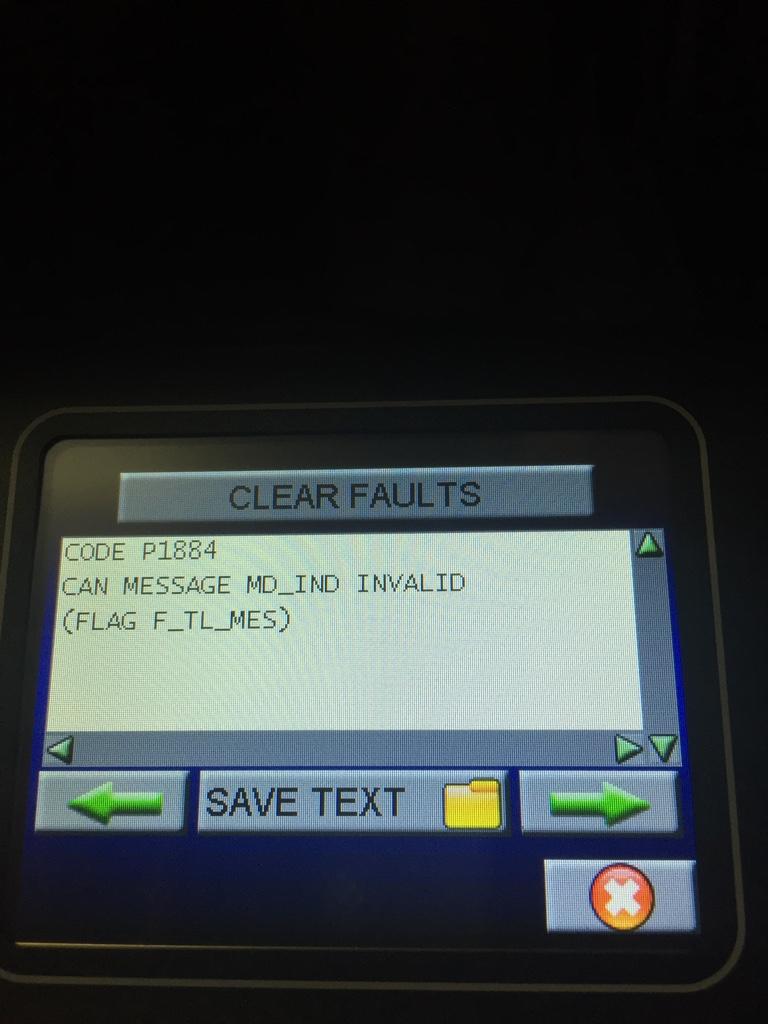 CLEAR FAULTS
CODE P1884
CAN MESSAGE MD_IND INVALID
(FLAG F_TL_MES)
SAVE TEXT